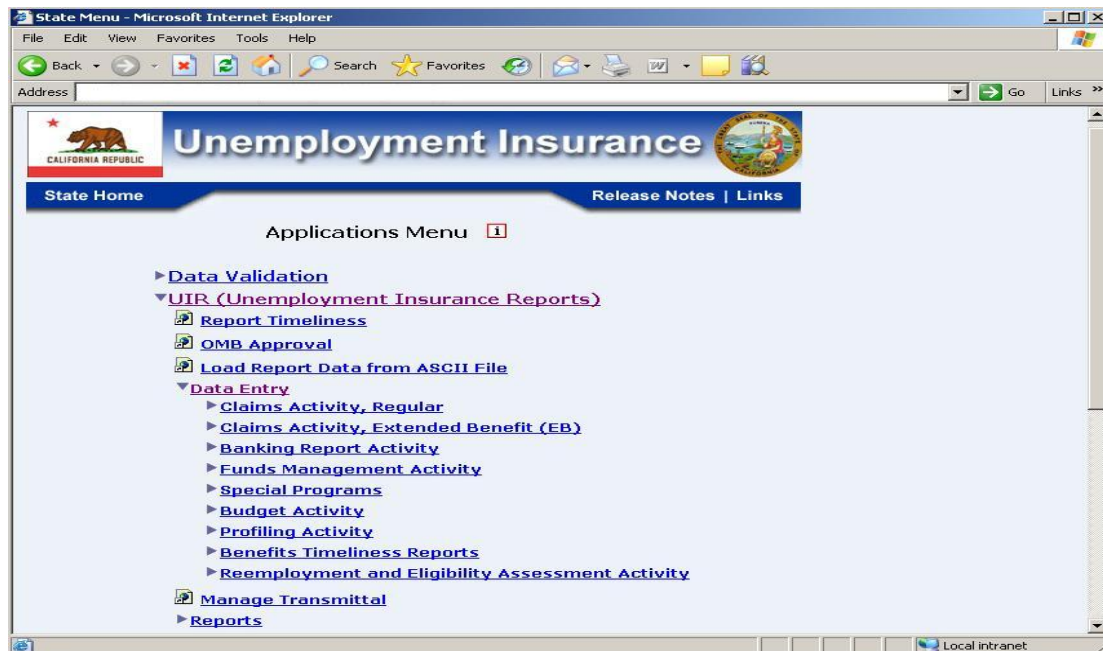 State Menu - Microsoft Internet Explorer
File Edit View Favorites Tools Help
Back Search Favorites
Address Go Links »
CALIFORNIA REPUBLIC
Unemployment Insurance
State Home Release Notes | Links
Applications Menu
Data Validation
UIR (Unemployment Insurance Reports)
Report Timeliness
OMB Approval
Load Report Data from ASCII File
Data Entry
Claims Activity, Regular
Claims Activity, Extended Benefit (EB)
Banking Report Activity
Funds Management Activity
Special Programs
Budget Activity
Profiling Activity
Benefits Timeliness Reports
Reemployment and Eligibility Assessment Activity
Manage Transmittal
Reports
Local intranet